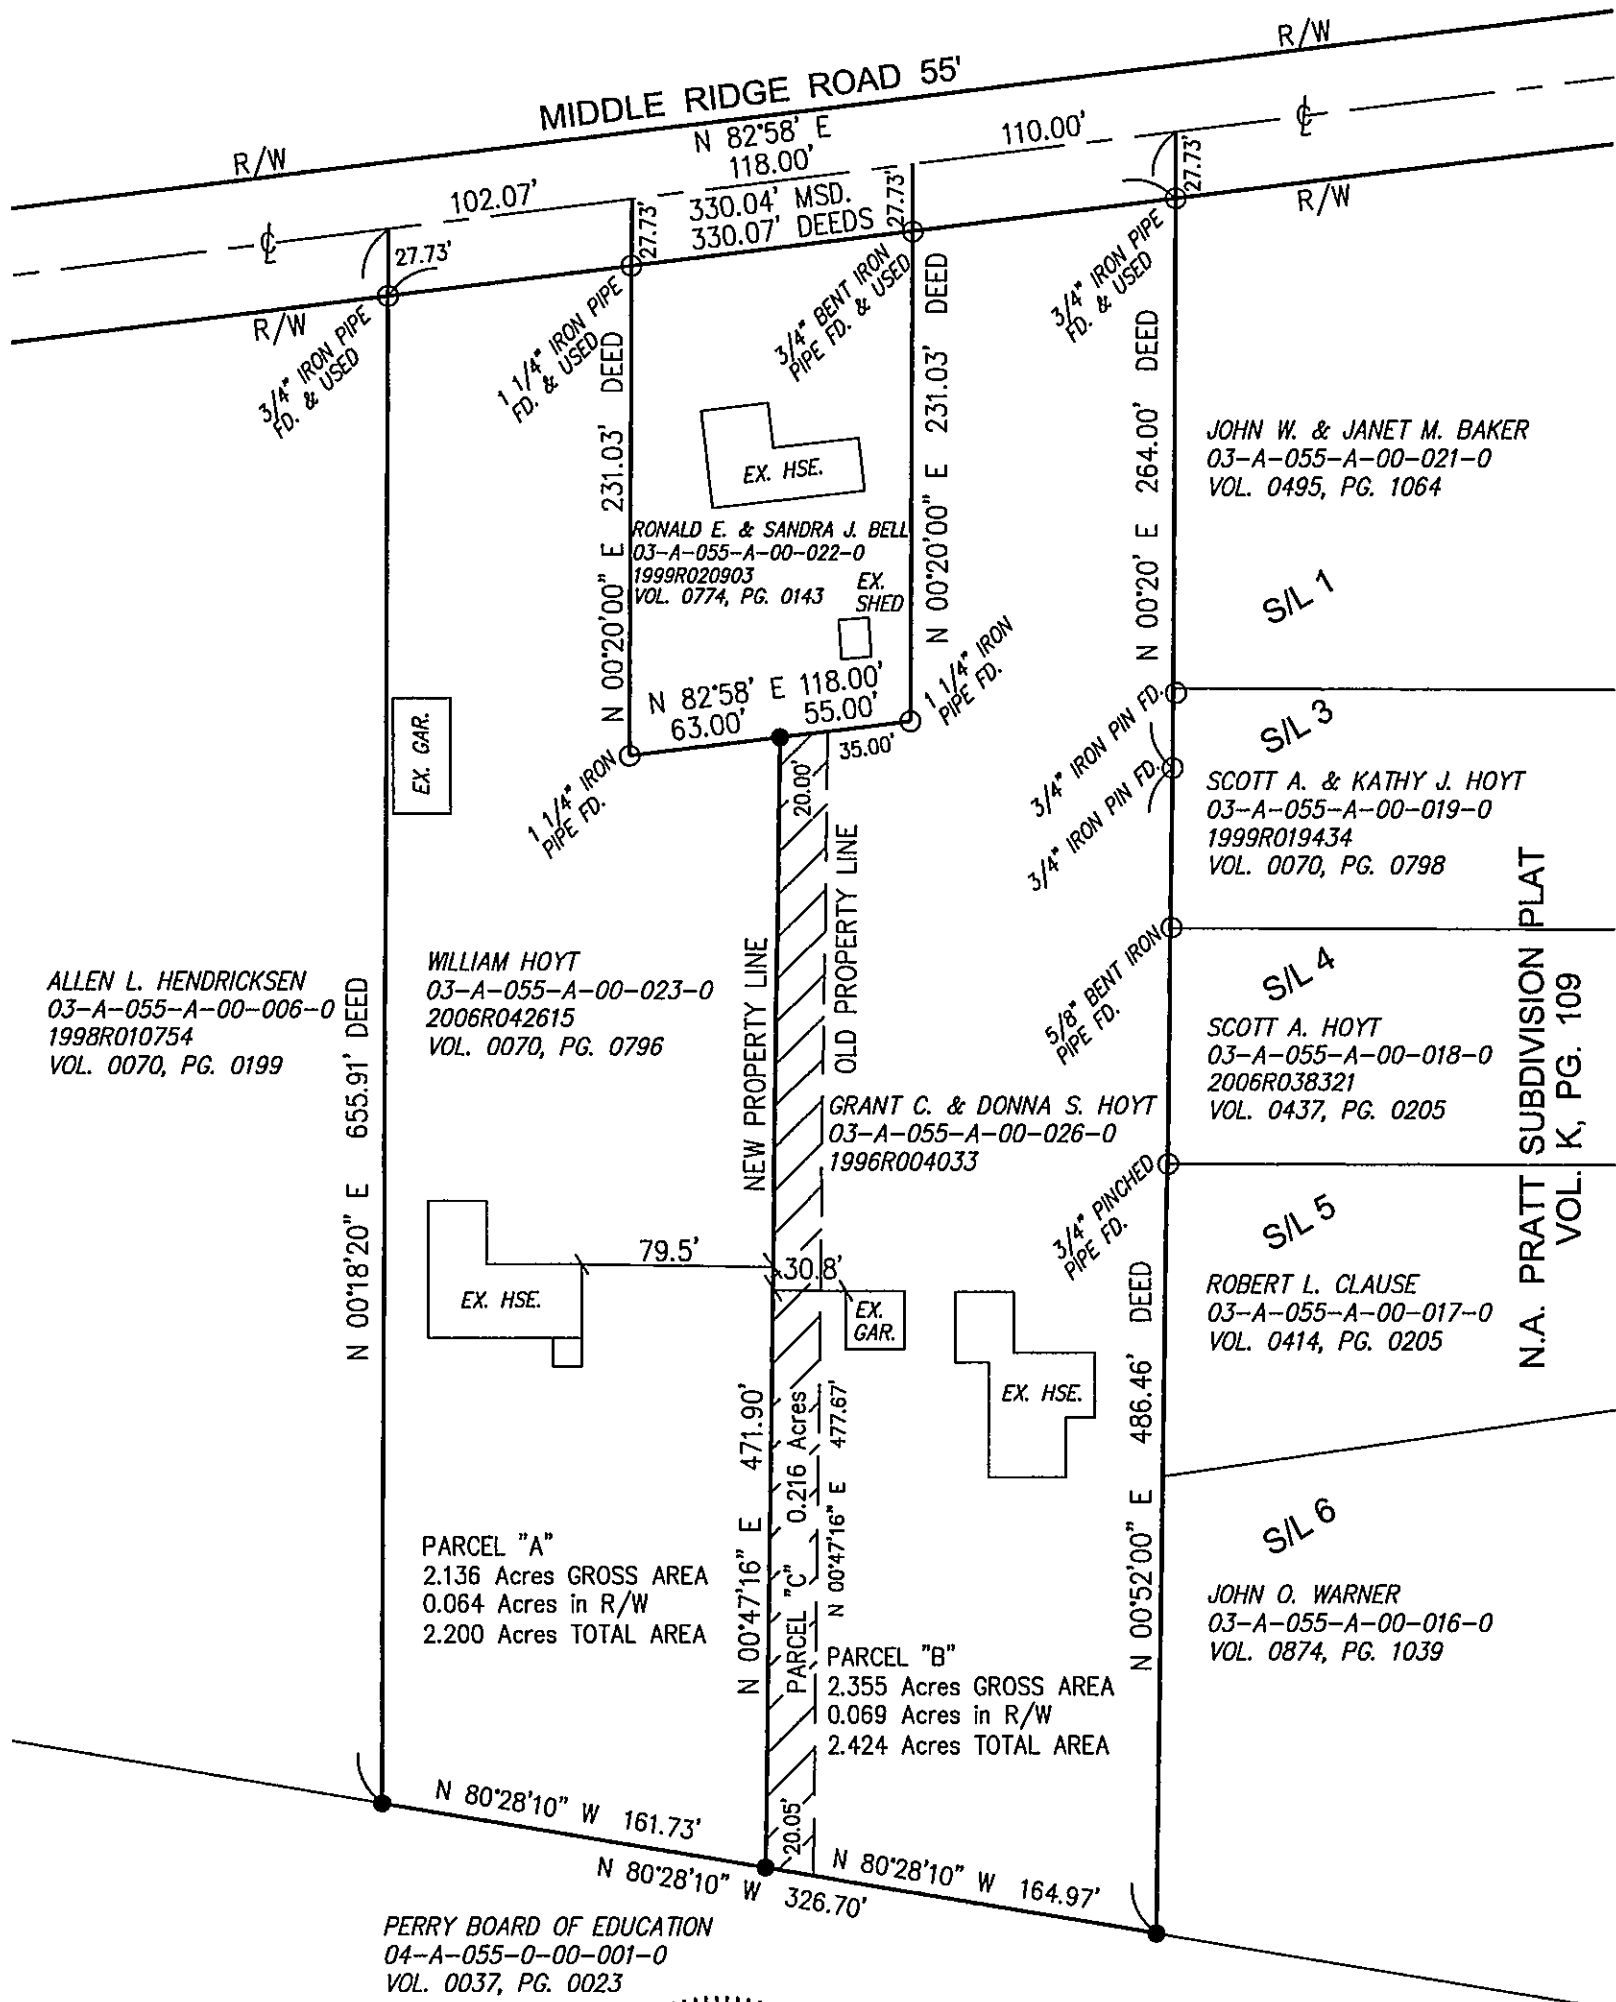 R/W
MIDDLE RIDGE ROAD 55'
N 82°58' E
118.00'
110.00'
℄
R/W
102.07'
330.04' MSD.
330.07' DEEDS
27.73'
27.73'
27.73'
27.73'
R/W
℄
R/W
3/4" IRON PIPE
FD. & USED
1 1/4" IRON PIPE
FD. & USED
3/4" BENT IRON
PIPE FD. & USED
3/4" IRON PIPE
FD. & USED
N 00°20'00" E 231.03' DEED
N 00°20'00" E 231.03' DEED
N 00°20' E 264.00' DEED
EX. HSE.
RONALD E. & SANDRA J. BELL
03-A-055-A-00-022-0
1999R020903
VOL. 0774, PG. 0143
EX.
SHED
JOHN W. & JANET M. BAKER
03-A-055-A-00-021-0
VOL. 0495, PG. 1064
S/L 1
N 82°58' E 118.00'
63.00'
55.00'
35.00'
20.00'
1 1/4" IRON
PIPE FD.
1 1/4" IRON
PIPE FD.
3/4" IRON PIN FD.
3/4" IRON PIN FD.
EX. GAR.
S/L 3
SCOTT A. & KATHY J. HOYT
03-A-055-A-00-019-0
1999R019434
VOL. 0070, PG. 0798
N.A. PRATT SUBDIVISION PLAT
VOL. K, PG. 109
ALLEN L. HENDRICKSEN
03-A-055-A-00-006-0
1998R010754
VOL. 0070, PG. 0199
N 00°18'20" E 655.91' DEED
WILLIAM HOYT
03-A-055-A-00-023-0
2006R042615
VOL. 0070, PG. 0796
NEW PROPERTY LINE
OLD PROPERTY LINE
5/8" BENT IRON
PIPE FD.
S/L 4
SCOTT A. HOYT
03-A-055-A-00-018-0
2006R038321
VOL. 0437, PG. 0205
GRANT C. & DONNA S. HOYT
03-A-055-A-00-026-0
1996R004033
3/4" PINCHED
PIPE FD.
S/L 5
ROBERT L. CLAUSE
03-A-055-A-00-017-0
VOL. 0414, PG. 0205
79.5'
30.8'
EX. HSE.
EX.
GAR.
EX. HSE.
N 00°47'16" E 471.90'
PARCEL "C" 0.216 Acres
N 00°47'16" E 477.67'
N 00°52'00" E 486.46' DEED
S/L 6
JOHN O. WARNER
03-A-055-A-00-016-0
VOL. 0874, PG. 1039
PARCEL "A"
2.136 Acres GROSS AREA
0.064 Acres in R/W
2.200 Acres TOTAL AREA
PARCEL "B"
2.355 Acres GROSS AREA
0.069 Acres in R/W
2.424 Acres TOTAL AREA
N 80°28'10" W 161.73'
20.05'
N 80°28'10" W 164.97'
N 80°28'10" W 326.70'
PERRY BOARD OF EDUCATION
04-A-055-0-00-001-0
VOL. 0037, PG. 0023